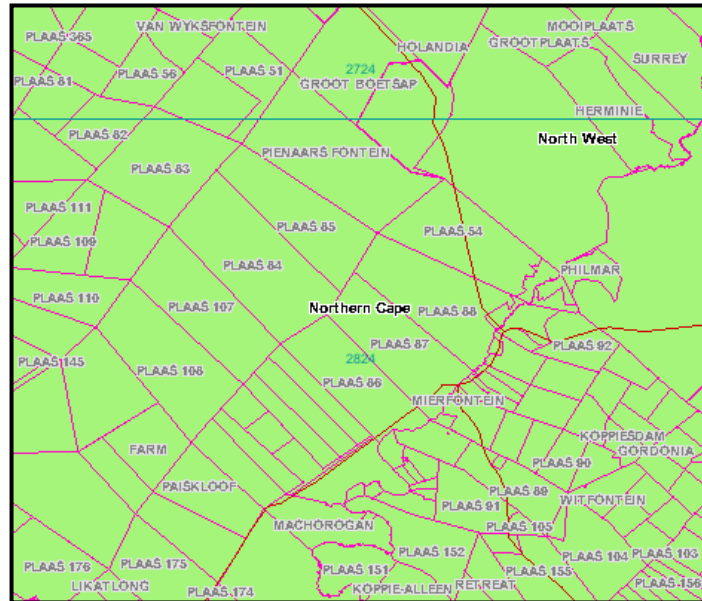 VAN WYKSFONTEIN
MOOIPLAATS
PLAAS 365
HOLANDIA
GROOTPLAATS
SURREY
PLAAS 81
PLAAS 56
PLAAS 51
2724
GROOT BOETSAP
HERMINIE
PLAAS 82
North West
PIENAARS FONTEIN
PLAAS 83
PLAAS 111
PLAAS 85
PLAAS 54
PLAAS 109
PLAAS 84
PHILMAR
PLAAS 110
PLAAS 107
Northern Cape
PLAAS 88
PLAAS 87
PLAAS 92
PLAAS 145
2824
PLAAS 108
PLAAS 86
MIERFONTEIN
KOPPIESDAM
FARM
GORDONIA
PLAAS 90
PAISKLOOF
PLAAS 89
WITFONTEIN
PLAAS 91
MACHOROGAN
PLAAS 105
PLAAS 152
PLAAS 104
PLAAS 103
PLAAS 176
PLAAS 175
PLAAS 151
PLAAS 155
LIKATLONG
PLAAS 174
KOPPIE-ALLEEN
RETREAT
PLAAS 156